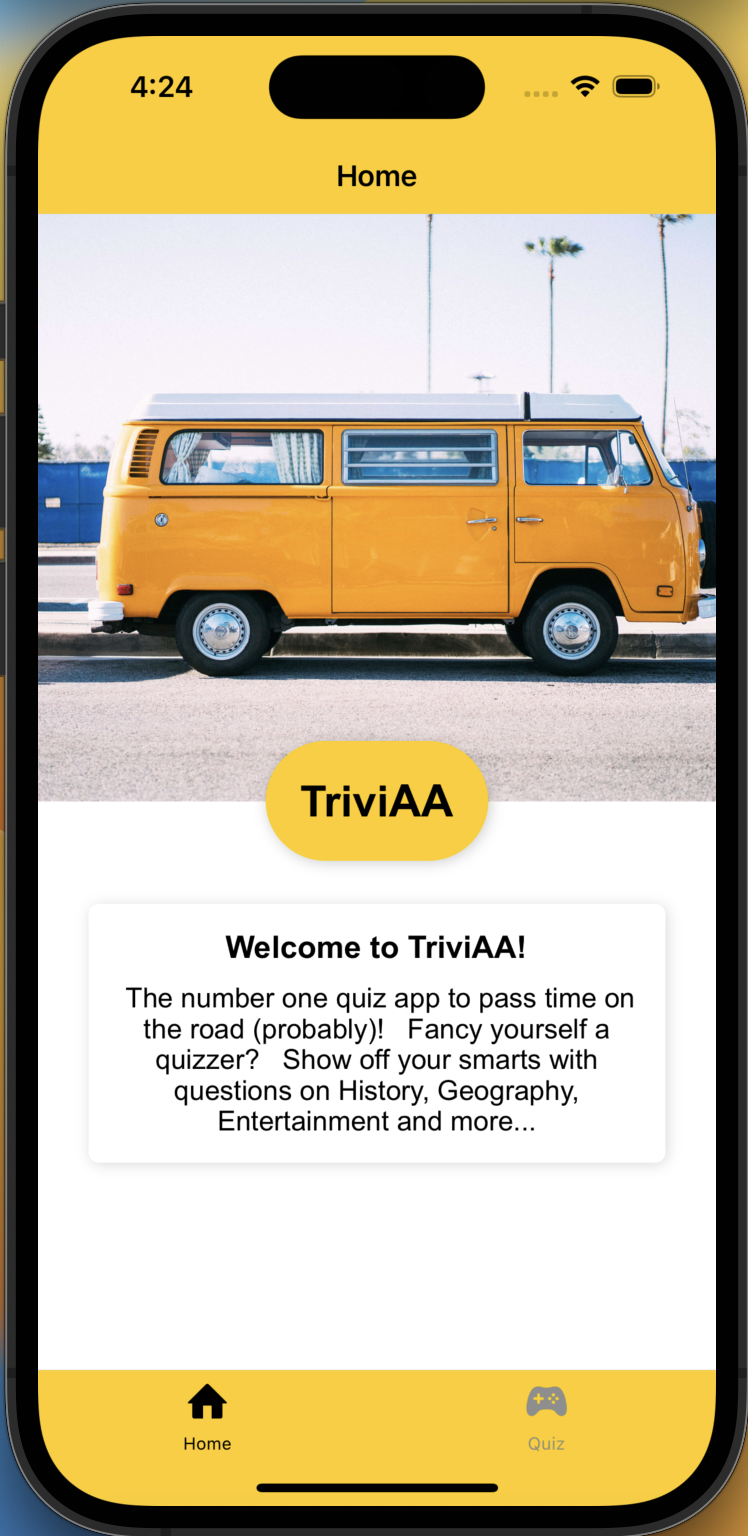 4:24
Home
TriviAA
Welcome to TriviAA!
The number one quiz app to pass time on
the road (probably)!   Fancy yourself a
quizzer?   Show off your smarts with
questions on History, Geography,
Entertainment and more...
Home
Quiz